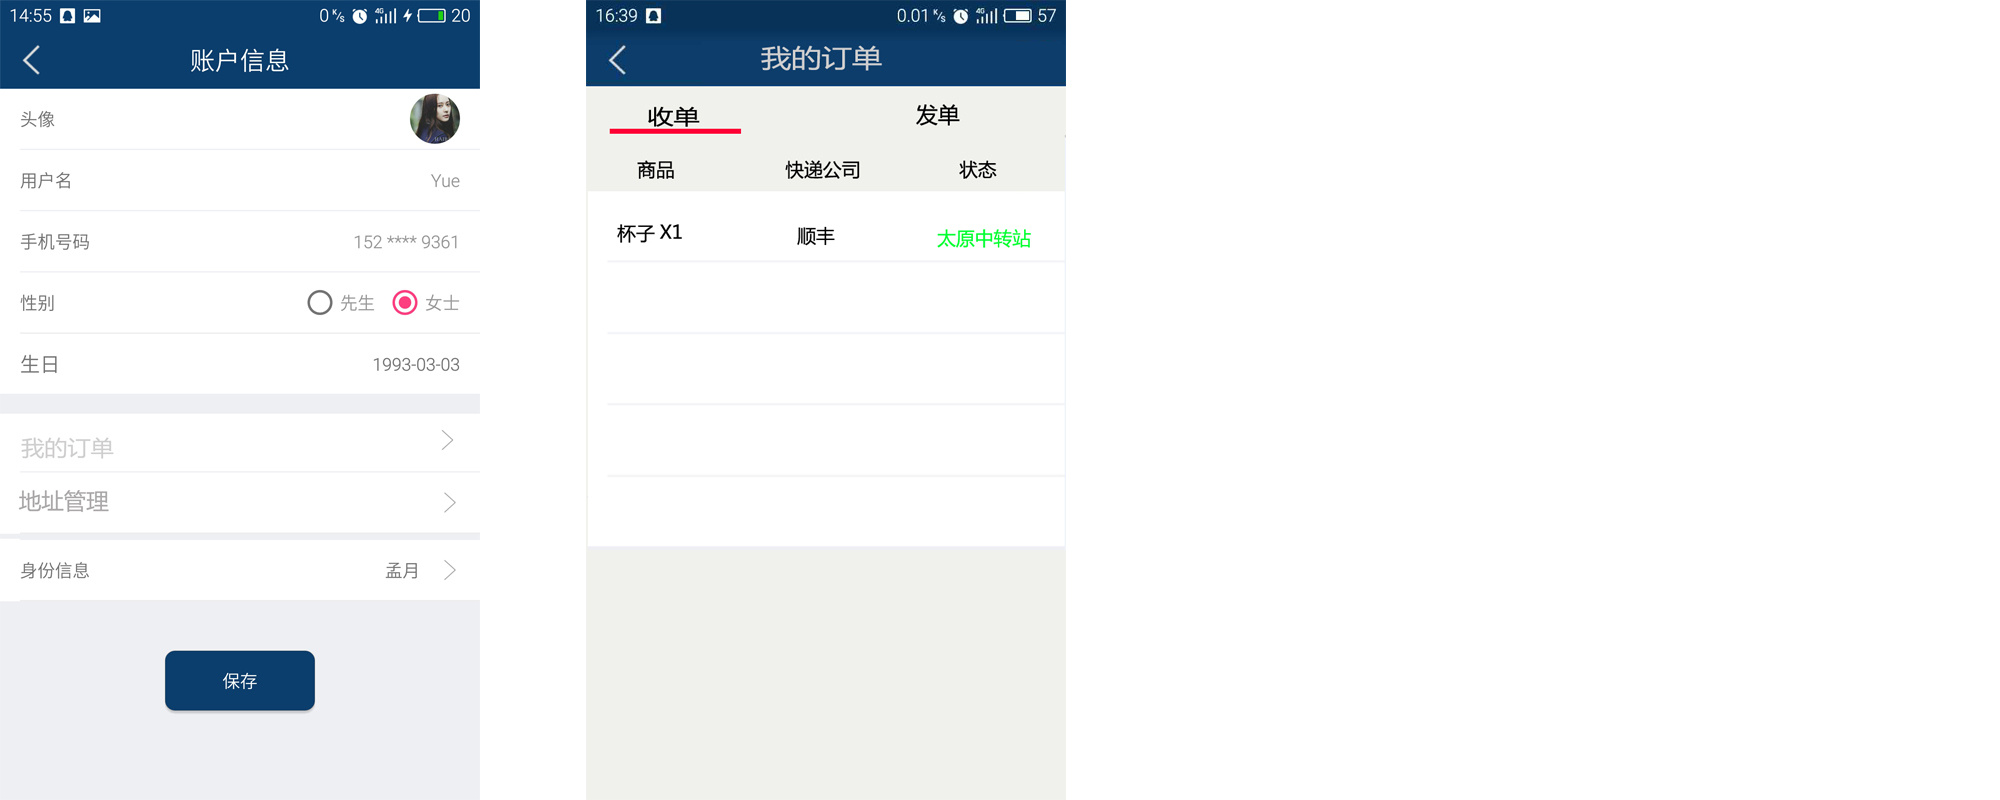 14:55 0 K/s 4G 20
账户信息
头像
用户名 Yue
手机号码 152 **** 9361
性别 先生 女士
生日 1993-03-03
我的订单
地址管理
身份信息 孟月
保存
16:39 0.01 K/s 4G 57
我的订单
收单 发单
商品 快递公司 状态
杯子 X1 顺丰 太原中转站